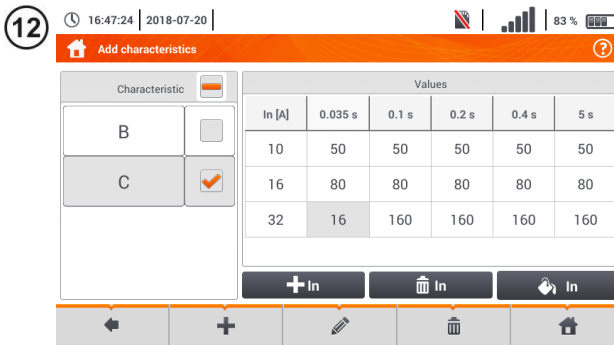 12
16:47:24 2018-07-20 83 %
Add characteristics ?
Characteristic Values
In [A] 0.035 s 0.1 s 0.2 s 0.4 s 5 s
B
10 50 50 50 50 50
C
16 80 80 80 80 80
32 16 160 160 160 160
In In In